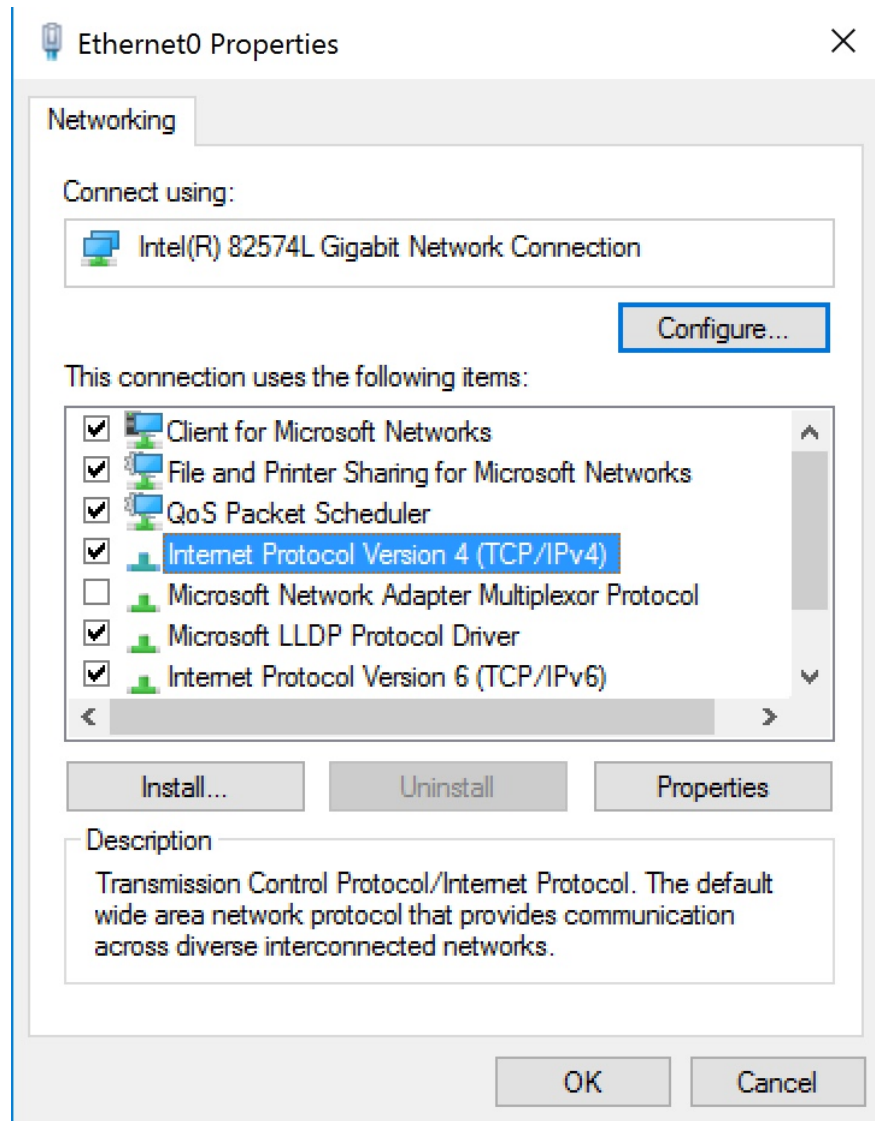 Ethernet0 Properties
Networking
Connect using:
Intel(R) 82574L Gigabit Network Connection
Configure...
This connection uses the following items:
Client for Microsoft Networks
File and Printer Sharing for Microsoft Networks
QoS Packet Scheduler
Internet Protocol Version 4 (TCP/IPv4)
Microsoft Network Adapter Multiplexor Protocol
Microsoft LLDP Protocol Driver
Internet Protocol Version 6 (TCP/IPv6)
Install... Uninstall Properties
Description
Transmission Control Protocol/Internet Protocol. The default
wide area network protocol that provides communication
across diverse interconnected networks.
OK Cancel